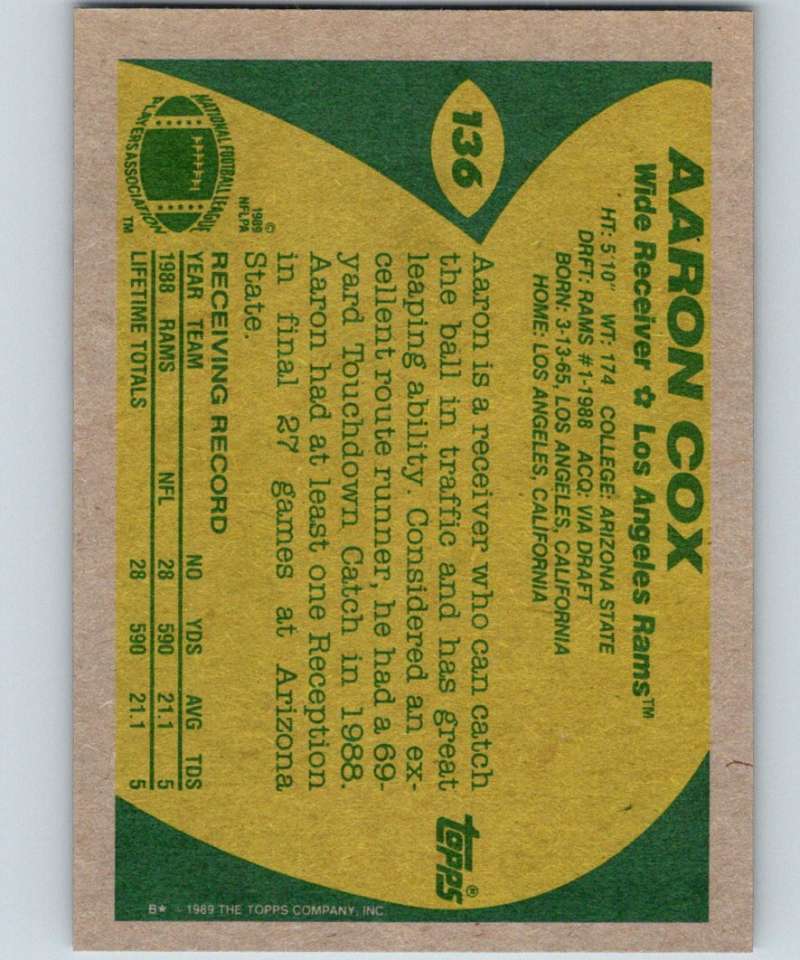 136
AARON COX
Wide Receiver ✿ Los Angeles Rams™
HT: 5'10" WT: 174 COLLEGE: ARIZONA STATE
DRFT: RAMS #1-1988 ACQ: VIA DRAFT
BORN: 3-13-65, LOS ANGELES, CALIFORNIA
HOME: LOS ANGELES, CALIFORNIA
Aaron is a receiver who can catch
the ball in traffic and has great
leaping ability. Considered an ex-
cellent route runner, he had a 69-
yard Touchdown Catch in 1988.
Aaron had at least one Reception
in final 27 games at Arizona
State.
NATIONAL FOOTBALL LEAGUE
PLAYERS ASSOCIATION
TM
©
1989
NFLPA
RECEIVING RECORD
YEAR TEAM NO YDS AVG TDS
1988 RAMS NFL 28 590 21.1 5
LIFETIME TOTALS 28 590 21.1 5
topps®
B* - 1989 THE TOPPS COMPANY, INC.